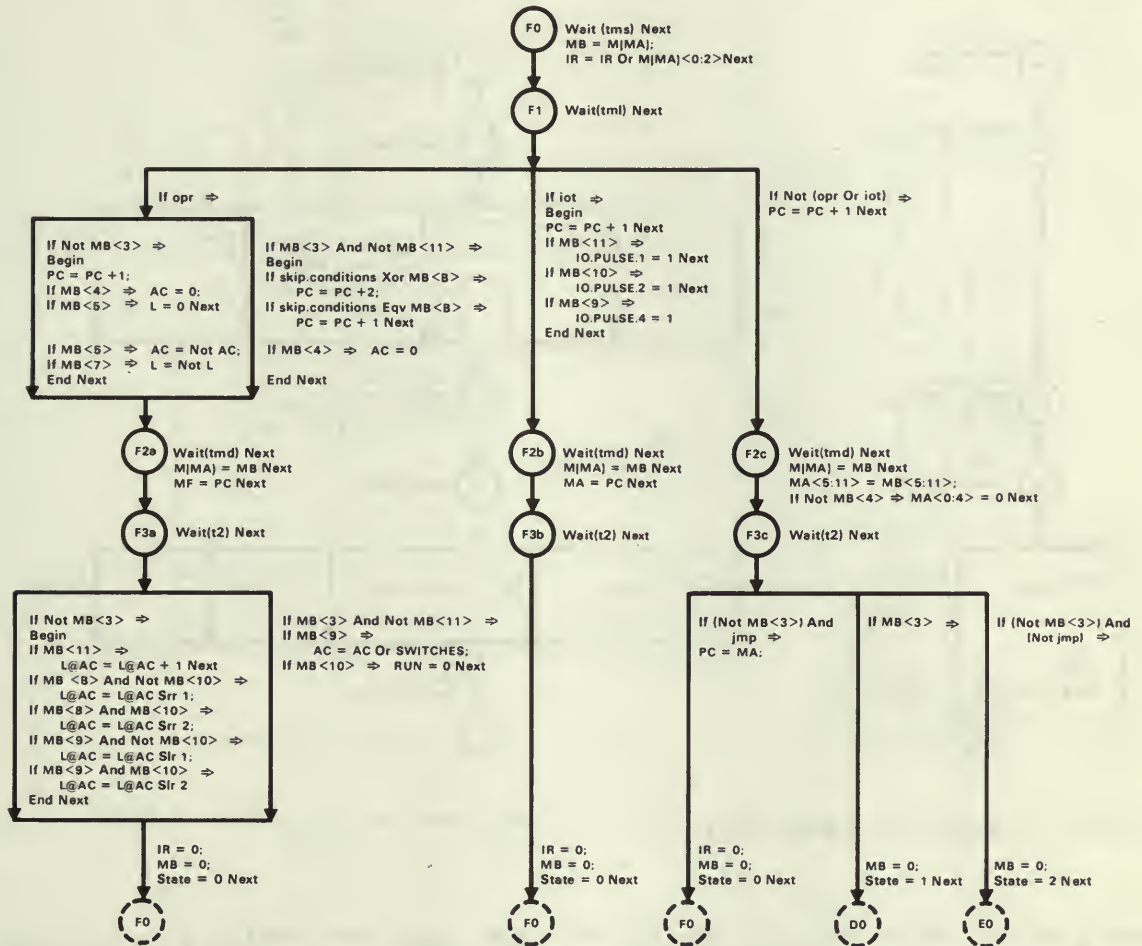 F0
Wait (tms) Next
MB = M[MA];
IR = IR Or M[MA]<0:2>Next
F1
Wait(tml) Next
If opr ⇒
If Not MB<3> ⇒
Begin
PC = PC +1;
If MB<4> ⇒ AC = 0;
If MB<5> ⇒ L = 0 Next
If MB<6> ⇒ AC = Not AC;
If MB<7> ⇒ L = Not L
End Next
If MB<3> And Not MB<11> ⇒
Begin
If skip.conditions Xor MB<8> ⇒
PC = PC +2;
If skip.conditions Eqv MB<8> ⇒
PC = PC + 1 Next
If MB<4> ⇒ AC = 0
End Next
If iot ⇒
Begin
PC = PC + 1 Next
If MB<11> ⇒
IO.PULSE.1 = 1 Next
If MB<10> ⇒
IO.PULSE.2 = 1 Next
If MB<9> ⇒
IO.PULSE.4 = 1
End Next
If Not (opr Or iot) ⇒
PC = PC + 1 Next
F2a
Wait(tmd) Next
M[MA] = MB Next
MF = PC Next
F2b
Wait(tmd) Next
M[MA] = MB Next
MA = PC Next
F2c
Wait(tmd) Next
M[MA] = MB Next
MA<5:11> = MB<5:11>;
If Not MB<4> ⇒ MA<0:4> = 0 Next
F3a
Wait(t2) Next
F3b
Wait(t2) Next
F3c
Wait(t2) Next
If Not MB<3> ⇒
Begin
If MB<11> ⇒
L@AC = L@AC + 1 Next
If MB <8> And Not MB<10> ⇒
L@AC = L@AC Srr 1;
If MB<8> And MB<10> ⇒
L@AC = L@AC Srr 2;
If MB<9> And Not MB<10> ⇒
L@AC = L@AC Slr 1;
If MB<9> And MB<10> ⇒
L@AC = L@AC Slr 2
End Next
If MB<3> And Not MB<11> ⇒
If MB<9> ⇒
AC = AC Or SWITCHES;
If MB<10> ⇒ RUN = 0 Next
If (Not MB<3>) And
jmp ⇒
PC = MA;
If MB<3> ⇒
If (Not MB<3>) And
(Not jmp) ⇒
IR = 0;
MB = 0;
State = 0 Next
IR = 0;
MB = 0;
State = 0 Next
IR = 0;
MB = 0;
State = 0 Next
MB = 0;
State = 1 Next
MB = 0;
State = 2 Next
F0
F0
F0
D0
E0